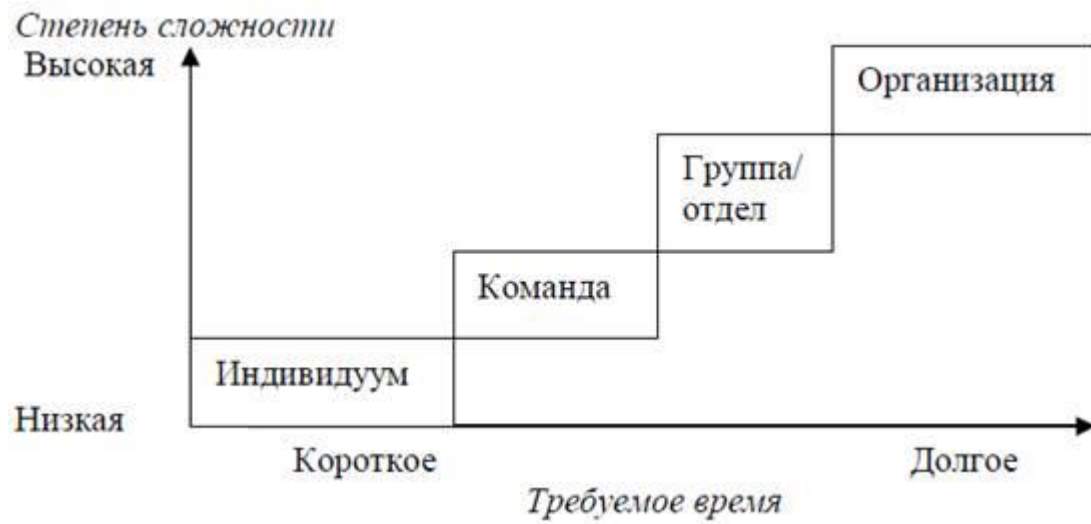 Степень сложности
Высокая
Организация
Группа/
отдел
Команда
Индивидуум
Низкая
Короткое
Долгое
Требуемое время